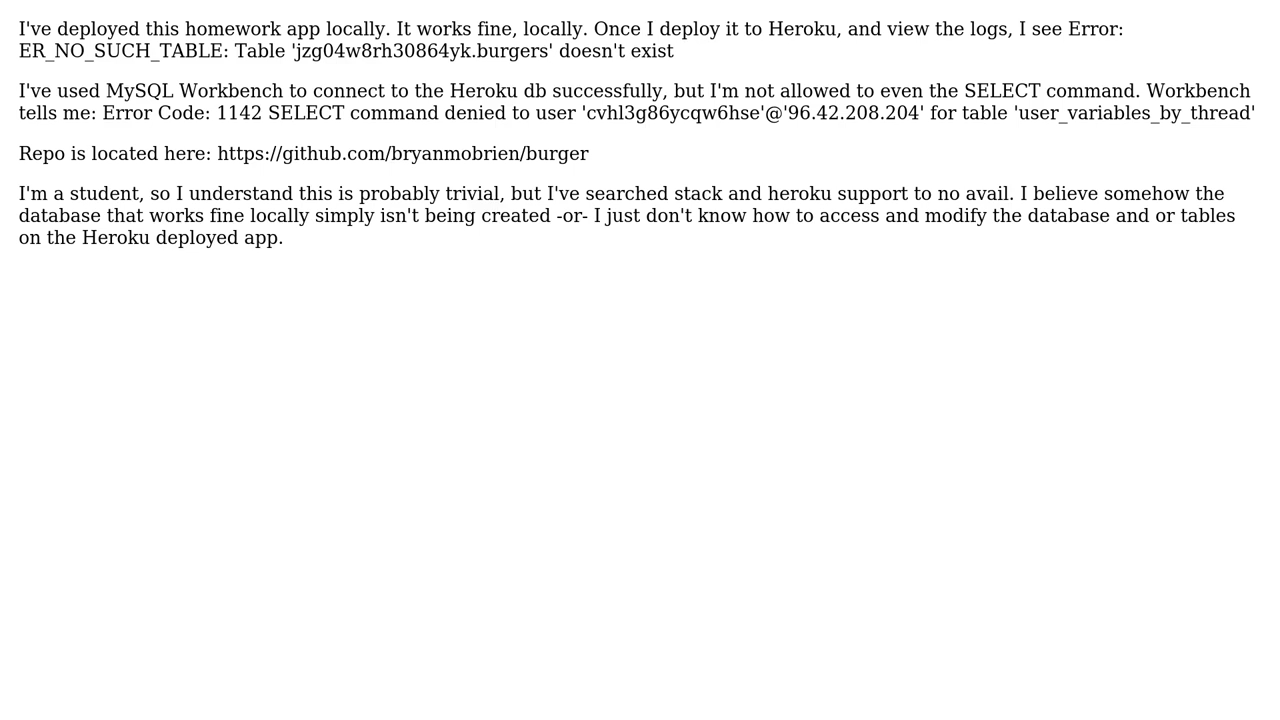 I've deployed this homework app locally. It works fine, locally. Once I deploy it to Heroku, and view the logs, I see Error:
ER_NO_SUCH_TABLE: Table 'jzg04w8rh30864yk.burgers' doesn't exist
I've used MySQL Workbench to connect to the Heroku db successfully, but I'm not allowed to even the SELECT command. Workbench
tells me: Error Code: 1142 SELECT command denied to user 'cvhl3g86ycqw6hse'@'96.42.208.204' for table 'user_variables_by_thread'
Repo is located here: https://github.com/bryanmobrien/burger
I'm a student, so I understand this is probably trivial, but I've searched stack and heroku support to no avail. I believe somehow the
database that works fine locally simply isn't being created -or- I just don't know how to access and modify the database and or tables
on the Heroku deployed app.